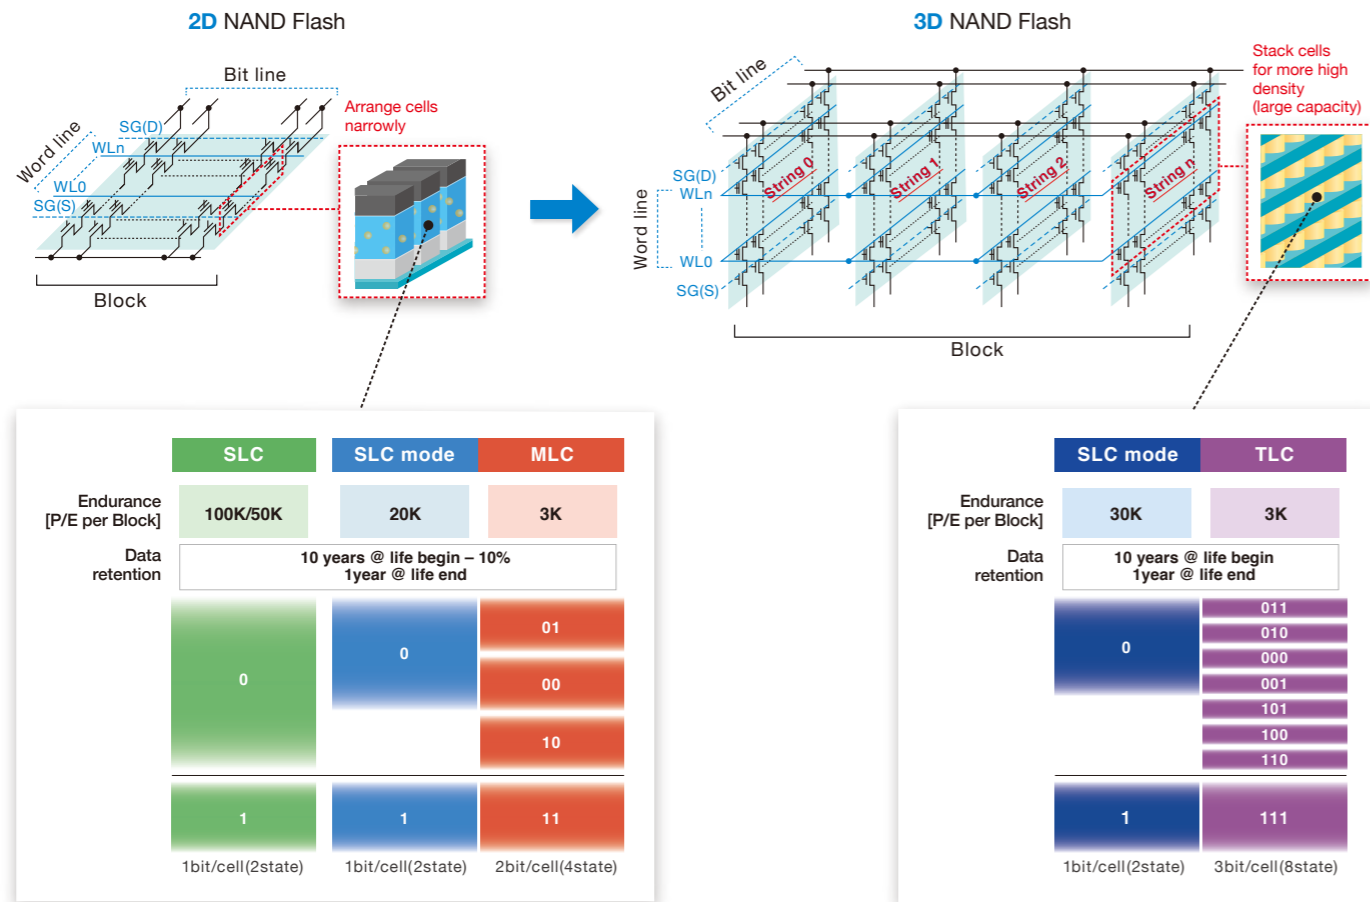 2D NAND Flash
Bit line
Word line
SG(D)
WLn
WL0
SG(S)
Block
Arrange cells
narrowly
3D NAND Flash
Bit line
Word line
SG(D)
WLn
WL0
SG(S)
String 0
String 1
String 2
String n
Block
Stack cells
for more high
density
(large capacity)
SLC SLC mode MLC
Endurance
[P/E per Block]
100K/50K 20K 3K
Data
retention
10 years @ life begin – 10%
1year @ life end
0 0 01
00
10
1 1 11
1bit/cell(2state) 1bit/cell(2state) 2bit/cell(4state)
SLC mode TLC
Endurance
[P/E per Block]
30K 3K
Data
retention
10 years @ life begin
1year @ life end
0
011
010
000
001
101
100
110
1 111
1bit/cell(2state) 3bit/cell(8state)